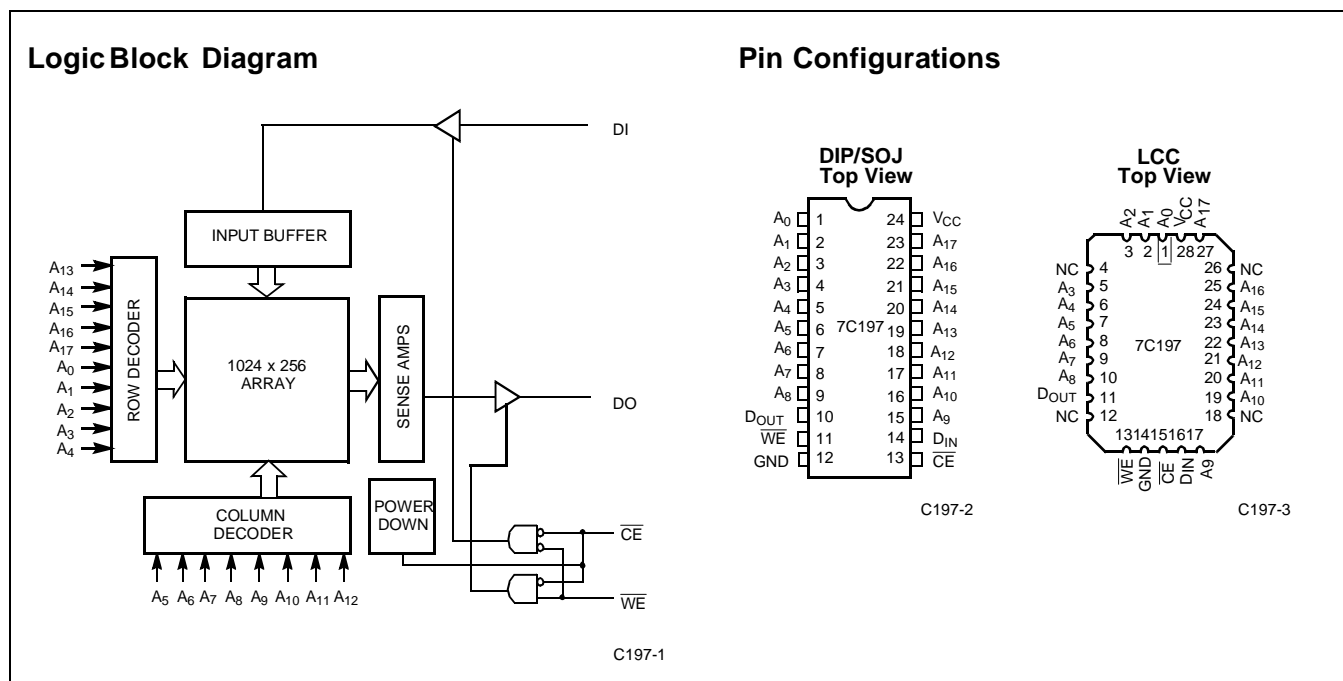 Logic Block Diagram
DI
INPUT BUFFER
A13
A14
A15
A16
A17
A0
A1
A2
A3
A4
ROW DECODER
1024 x 256
ARRAY
SENSE AMPS
DO
COLUMN
DECODER
POWER
DOWN
CE
WE
A5 A6 A7 A8 A9 A10 A11 A12
C197-1
Pin Configurations
DIP/SOJ
Top View
A0 1 24 VCC
A1 2 23 A17
A2 3 22 A16
A3 4 21 A15
A4 5 20 A14
A5 6 7C197 19 A13
A6 7 18 A12
A7 8 17 A11
A8 9 16 A10
DOUT 10 15 A9
WE 11 14 DIN
GND 12 13 CE
C197-2
LCC
Top View
A2 A1 A0 VCC A17
3 2 1 28 27
NC 4 26 NC
A3 5 25 A16
A4 6 24 A15
A5 7 23 A14
A6 8 7C197 22 A13
A7 9 21 A12
A8 10 20 A11
DOUT 11 19 A10
NC 12 18 NC
13 14 15 16 17
WE GND CE DIN A9
C197-3